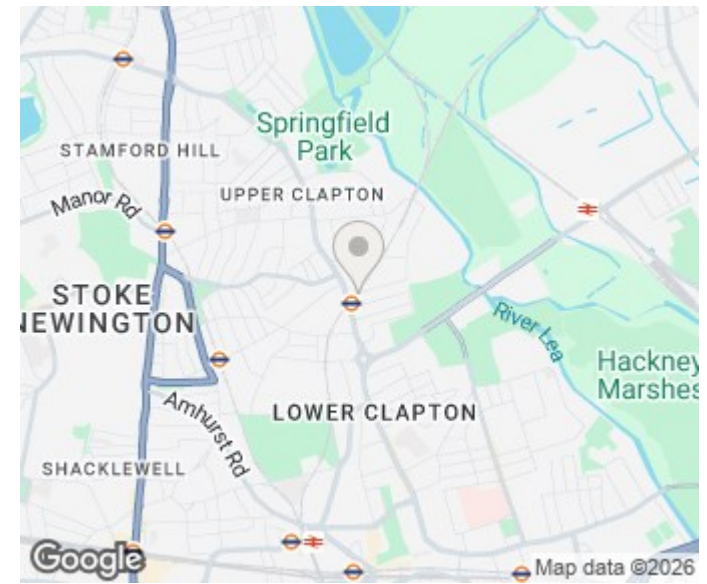 Springfield
Park
STAMFORD HILL
UPPER CLAPTON
Manor Rd
STOKE
NEWINGTON
River Lea
Hackney
Marshes
Amhurst Rd
LOWER CLAPTON
SHACKLEWELL
Google
Map data ©2026